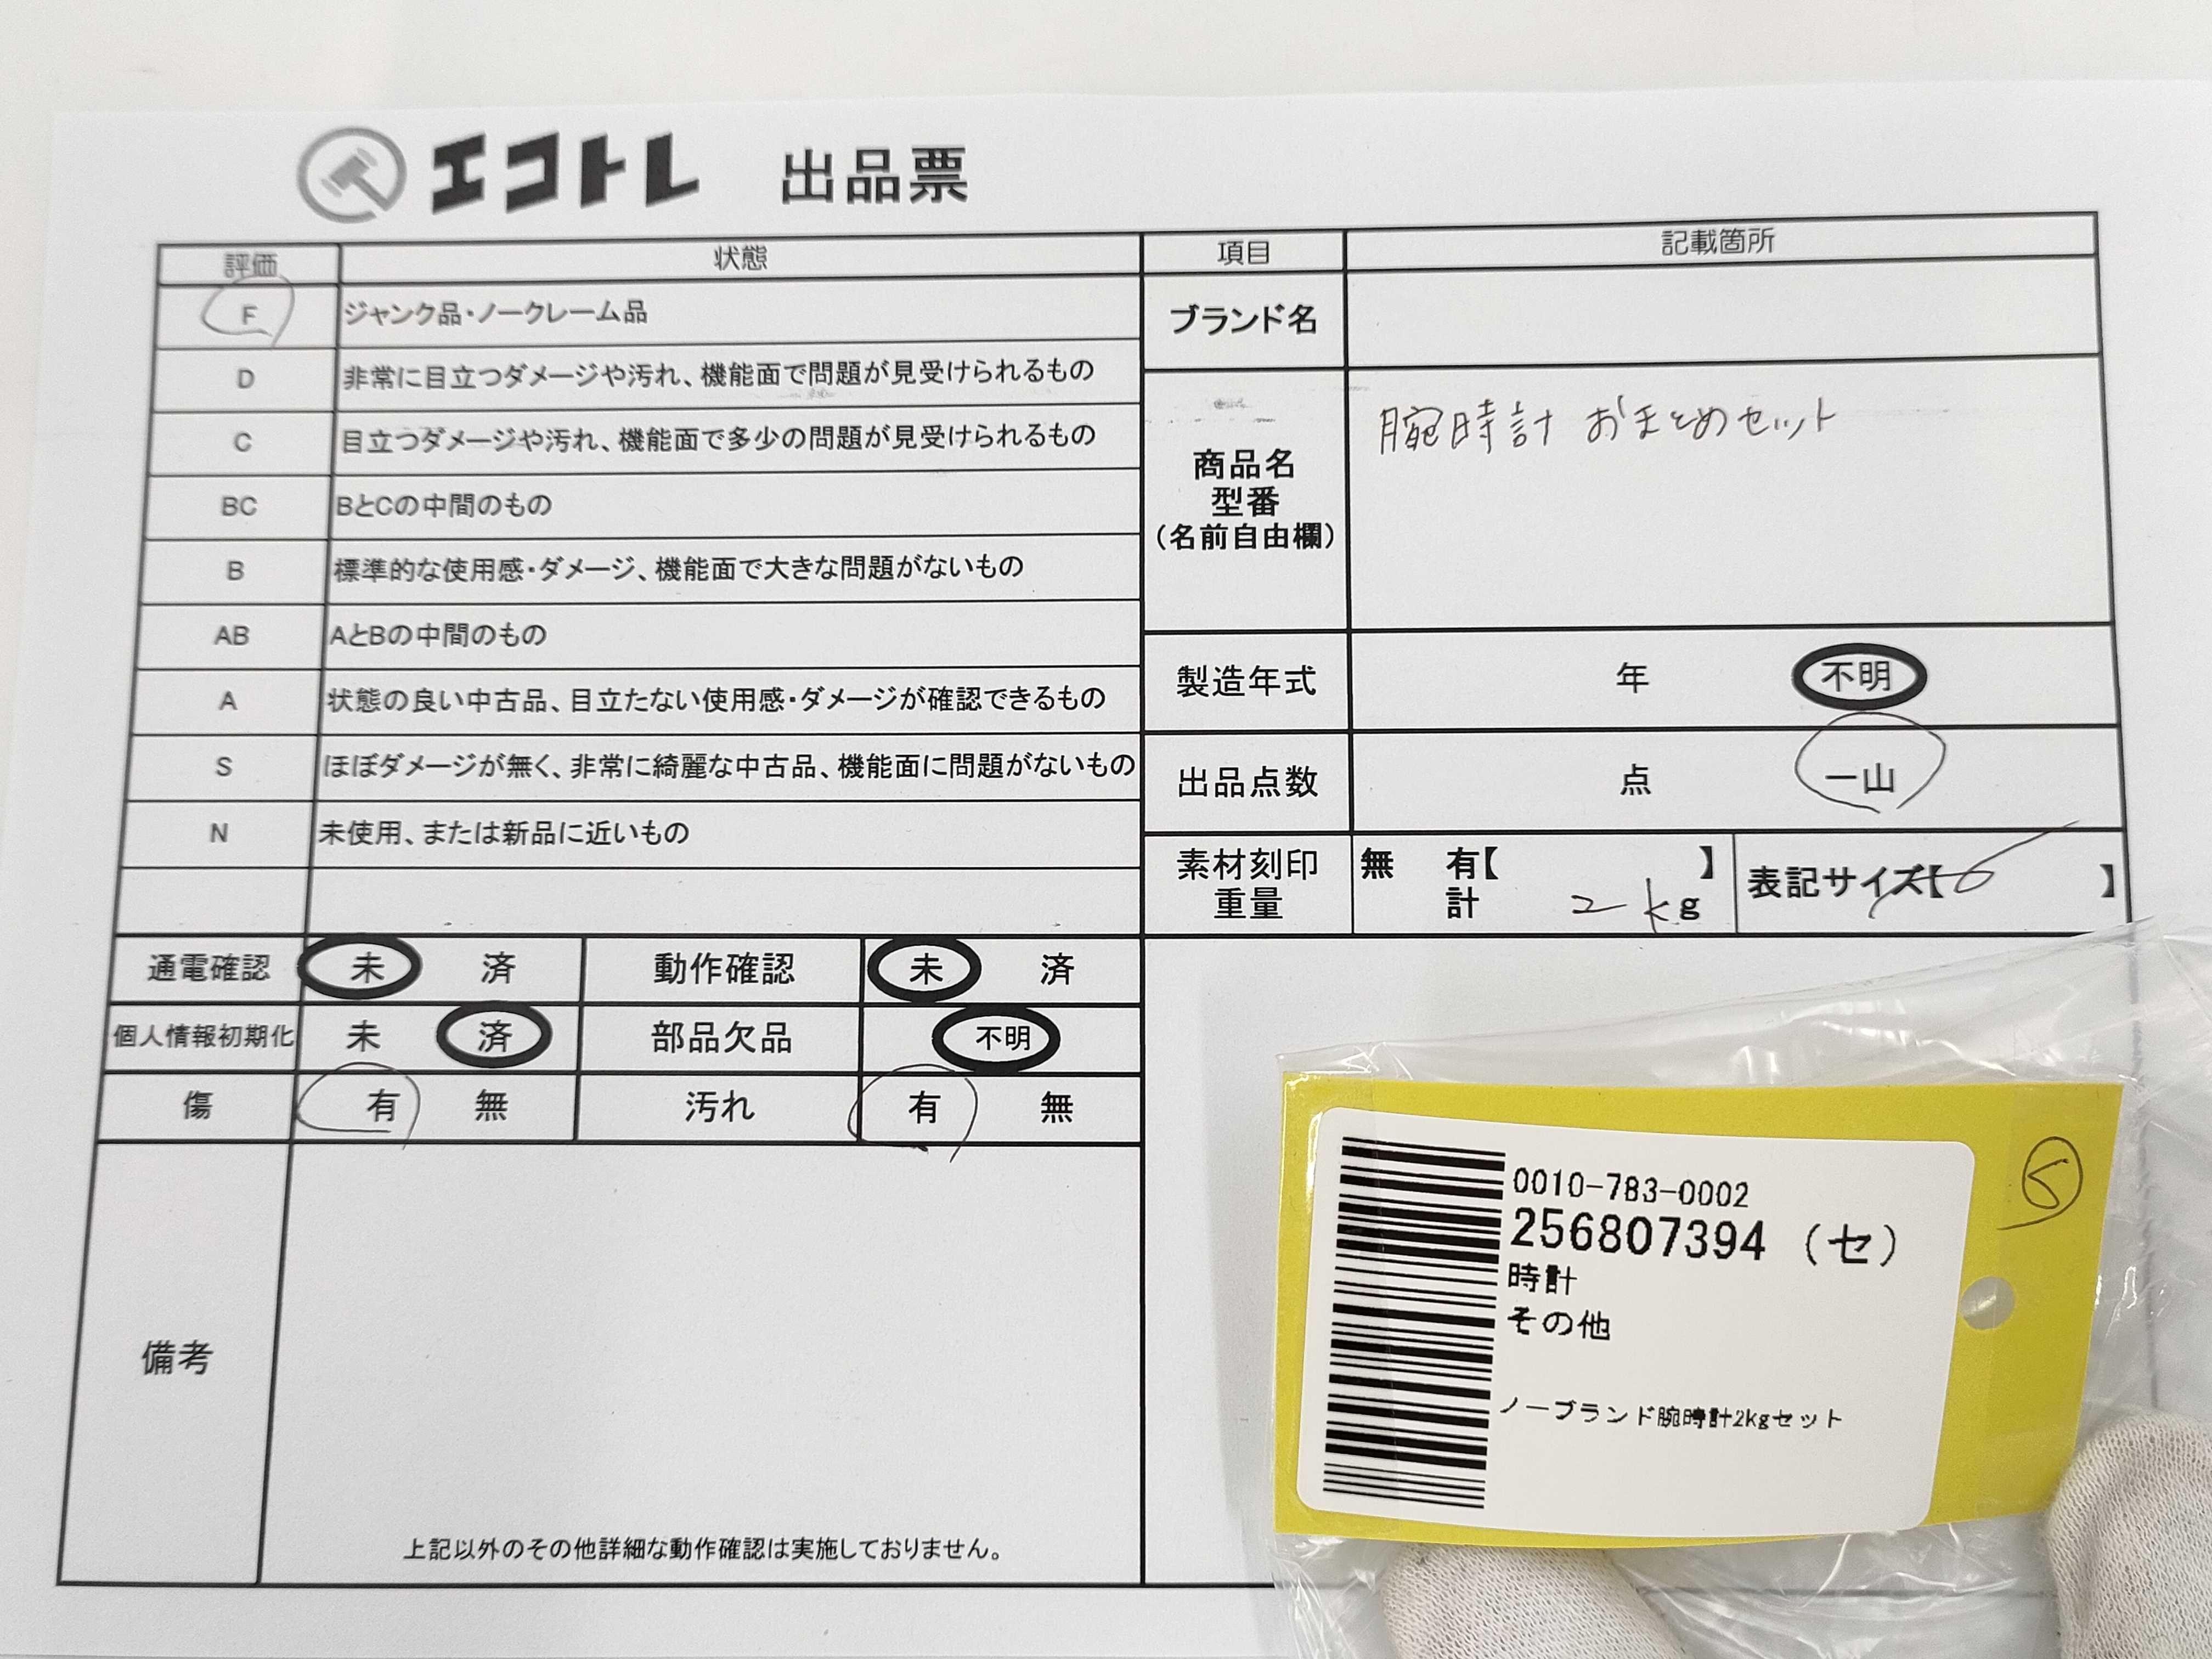 エコトレ 出品票
評価 状態
F ジャンク品・ノークレーム品
D 非常に目立つダメージや汚れ、機能面で問題が見受けられるもの
C 目立つダメージや汚れ、機能面で多少の問題が見受けられるもの
BC BとCの中間のもの
B 標準的な使用感・ダメージ、機能面で大きな問題がないもの
AB AとBの中間のもの
A 状態の良い中古品、目立たない使用感・ダメージが確認できるもの
S ほぼダメージが無く、非常に綺麗な中古品、機能面に問題がないもの
N 未使用、または新品に近いもの
通電確認 未 済 動作確認 未 済
個人情報初期化 未 済 部品欠品 不明
傷 有 無 汚れ 有 無
備考
上記以外のその他詳細な動作確認は実施しておりません。
項目 記載箇所
ブランド名
商品名
型番
(名前自由欄)
腕時計 おまとめセット
製造年式 年 不明
出品点数 点 一山
素材刻印
重量
無 有【 】
計 2kg
表記サイズ【 】
0010-783-0002
256807394 (セ)
時計
その他
ノーブランド腕時計2kgセット
5